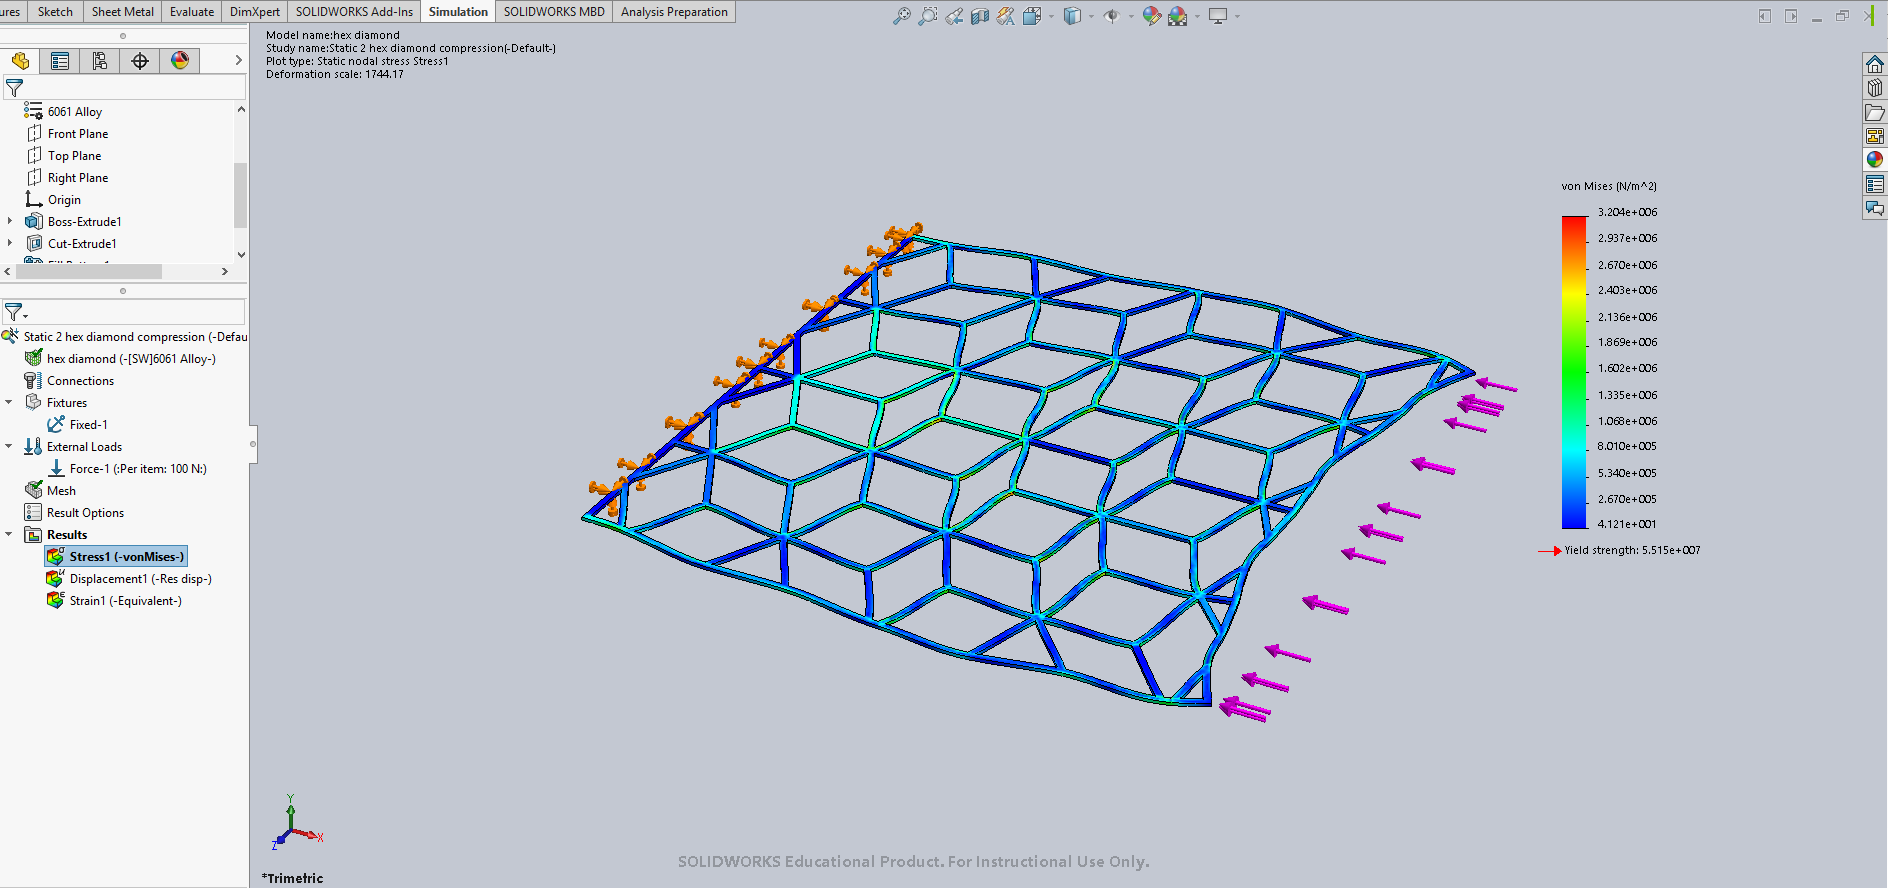 ures Sketch Sheet Metal Evaluate DimXpert SOLIDWORKS Add-Ins Simulation SOLIDWORKS MBD Analysis Preparation
Model name:hex diamond
Study name:Static 2 hex diamond compression(-Default-)
Plot type: Static nodal stress Stress1
Deformation scale: 1744.17
6061 Alloy
Front Plane
Top Plane
Right Plane
Origin
Boss-Extrude1
Cut-Extrude1
Static 2 hex diamond compression (-Defau
hex diamond (-[SW]6061 Alloy-)
Connections
Fixtures
Fixed-1
External Loads
Force-1 (:Per item: 100 N:)
Mesh
Result Options
Results
Stress1 (-vonMises-)
Displacement1 (-Res disp-)
Strain1 (-Equivalent-)
von Mises (N/m^2)
3.204e+006
2.937e+006
2.670e+006
2.403e+006
2.136e+006
1.869e+006
1.602e+006
1.335e+006
1.068e+006
8.010e+005
5.340e+005
2.670e+005
4.121e+001
Yield strength: 5.515e+007
Y
X
Z
SOLIDWORKS Educational Product. For Instructional Use Only.
*Trimetric